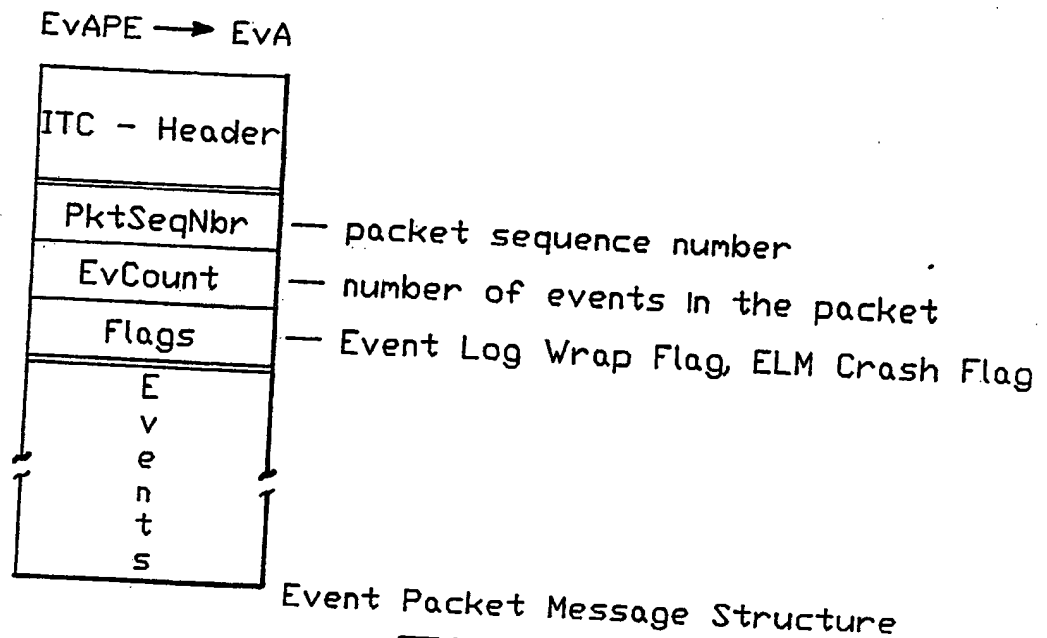 EvAPE → EvA
ITC - Header
PktSeqNbr — packet sequence number
EvCount — number of events in the packet
Flags — Event Log Wrap Flag, ELM Crash Flag
E
v
e
n
t
s
Event Packet Message Structure